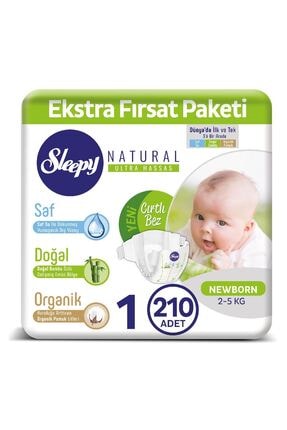 Ekstra Fırsat Paketi
Dünya'da İlk ve Tek
Sleepy
NATURAL
ULTRA HASSAS
Saf
YENİ
Cırtlı
Bez
Doğal
Organik
1
210
ADET
NEWBORN
2-5 KG